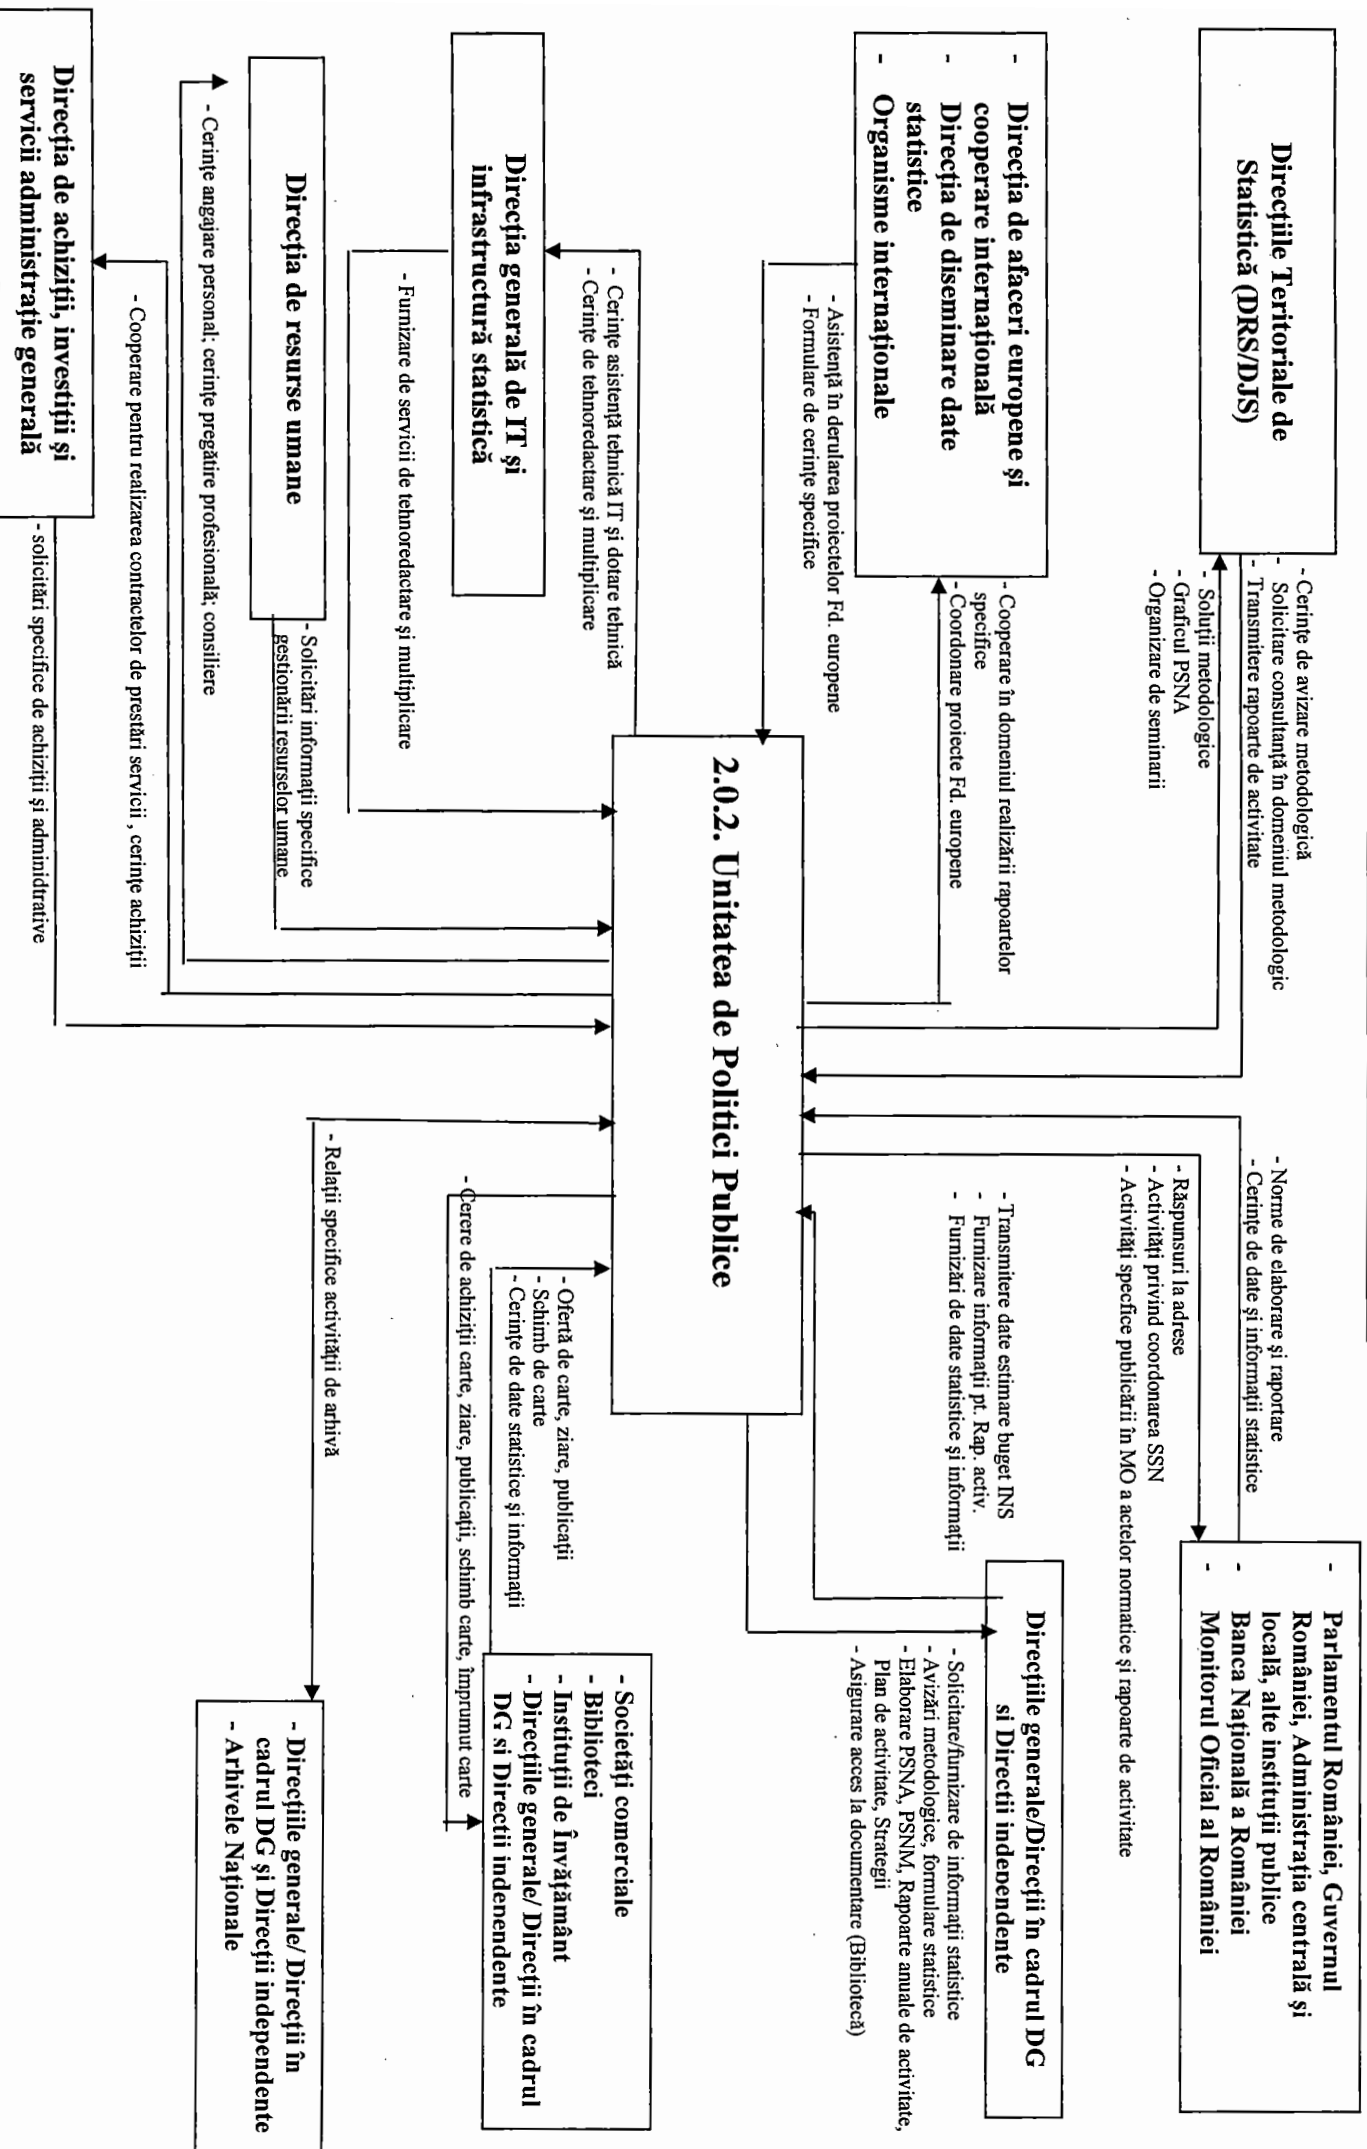 Direcțiile Teritoriale de
Statistică (DRS/DJS)
- Cerințe de avizare metodologică
- Solicitare consultanță în domeniul metodologic
- Transmitere rapoarte de activitate
- Soluții metodologice
- Graficul PSNA
- Organizare de seminarii
- Norme de elaborare și raportare
- Cerințe de date și informații statistice
- Răspunsuri la adrese
- Activități privind coordonarea SSN
- Activități specfice publicării în MO a actelor normatice și rapoarte de activitate
- Parlamentul României, Guvernul
României, Administrația centrală și
locală, alte instituții publice
- Banca Națională a României
- Monitorul Oficial al României
- Direcția de afaceri europene și
cooperare internațională
- Direcția de diseminare date
statistice
- Organisme internaționale
- Cooperare în domeniul realizării rapoartelor
specifice
- Coordonare proiecte Fd. europene
- Asistență în derularea proiectelor Fd. europene
- Formulare de cerințe specifice
- Transmitere date estimare buget INS
- Furnizare informații pt. Rap. activ.
- Furnizări de date statistice și informații
Direcțiile generale/Direcții în cadrul DG
si Directii independente
- Solicitare/furnizare de informații statistice
- Avizări metodologice, formulare statistice
- Elaborare PSNA, PSNM, Rapoarte anuale de activitate,
Plan de activitate, Strategii
- Asigurare acces la documentare (Bibliotecă)
2.0.2. Unitatea de Politici Publice
- Cerințe asistență tehnică IT și dotare tehnică
- Cerințe de tehnoredactare și multiplicare
Direcția generală de IT și
infrastructură statistică
- Furnizare de servicii de tehnoredactare și multiplicare
- Ofertă de carte, ziare, publicații
- Schimb de carte
- Cerințe de date statistice și informații
- Cerere de achiziții carte, ziare, publicații, schimb carte, împrumut carte
- Societăți comerciale
- Biblioteci
- Instituții de Învățământ
- Direcțiile generale/ Direcții în cadrul
DG si Directii indenendente
Direcția de resurse umane
- Solicitări informații specifice
gestionării resurselor umane
- Cerințe angajare personal; cerințe pregătire profesională; consiliere
- Relații specifice activității de arhivă
- Direcțiile generale/ Direcții în
cadrul DG și Direcții independente
- Arhivele Naționale
- Cooperare pentru realizarea contractelor de prestări servicii , cerințe achiziții
Direcția de achiziții, investiții și
servicii administrație generală
- solicitări specifice de achiziții și adminidtrative